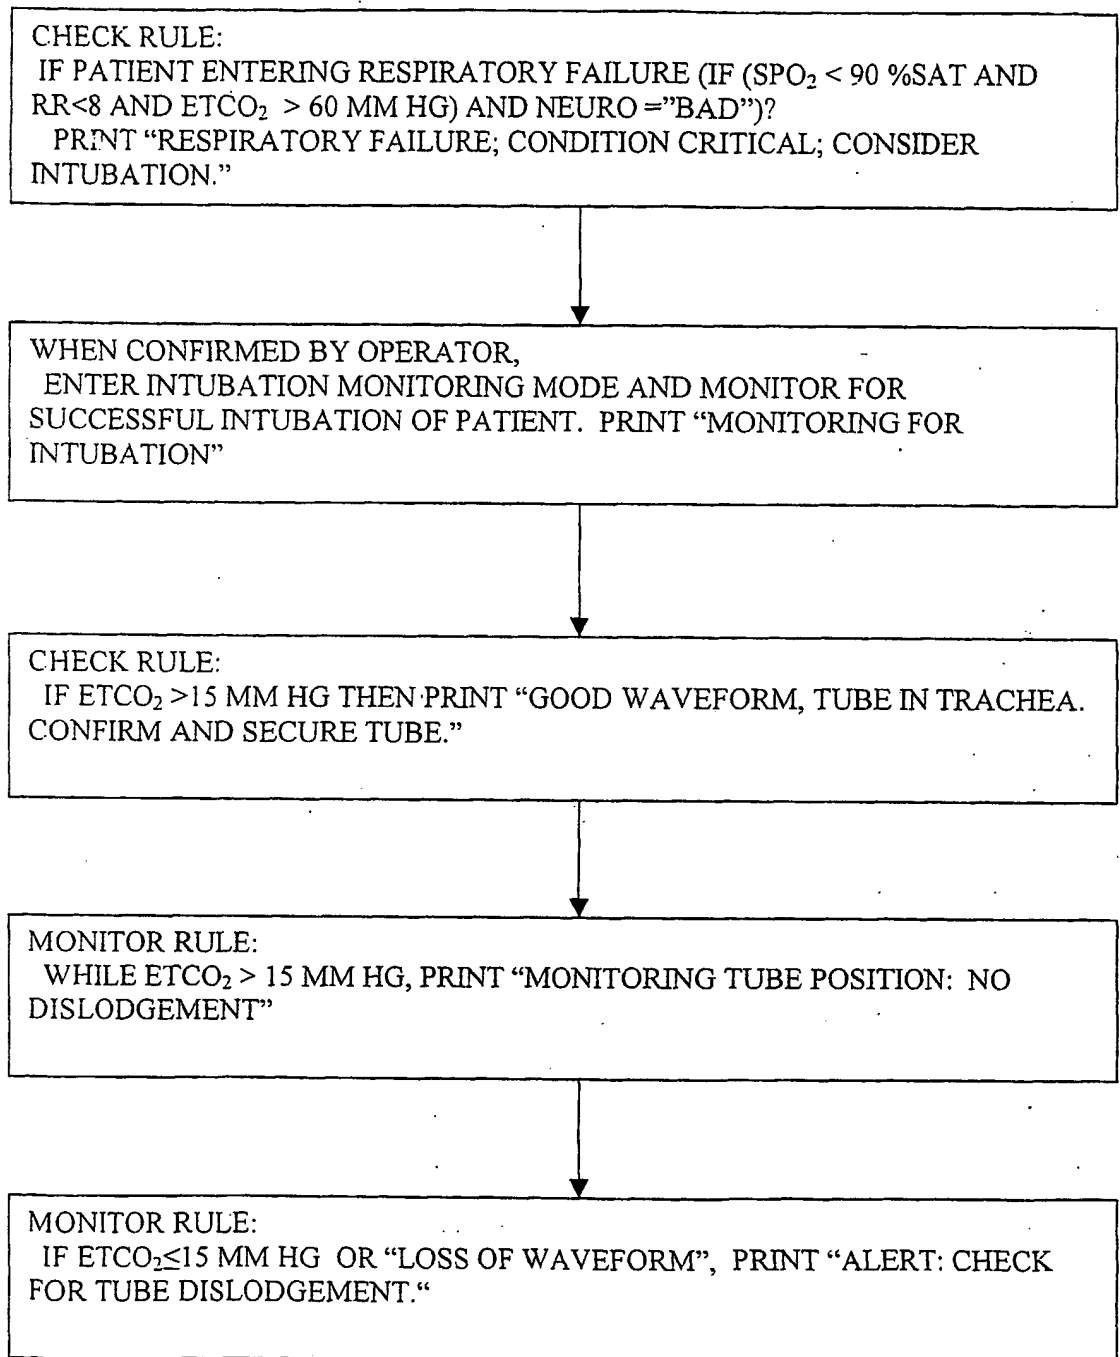 CHECK RULE:
IF PATIENT ENTERING RESPIRATORY FAILURE (IF (SPO₂ < 90 %SAT AND
RR<8 AND ETCO₂ > 60 MM HG) AND NEURO ="BAD")?
PRINT “RESPIRATORY FAILURE; CONDITION CRITICAL; CONSIDER
INTUBATION.”
WHEN CONFIRMED BY OPERATOR,
ENTER INTUBATION MONITORING MODE AND MONITOR FOR
SUCCESSFUL INTUBATION OF PATIENT. PRINT “MONITORING FOR
INTUBATION”
CHECK RULE:
IF ETCO₂ >15 MM HG THEN PRINT “GOOD WAVEFORM, TUBE IN TRACHEA.
CONFIRM AND SECURE TUBE.”
MONITOR RULE:
WHILE ETCO₂ > 15 MM HG, PRINT “MONITORING TUBE POSITION: NO
DISLODGEMENT”
MONITOR RULE:
IF ETCO₂≤15 MM HG OR “LOSS OF WAVEFORM”, PRINT “ALERT: CHECK
FOR TUBE DISLODGEMENT.“